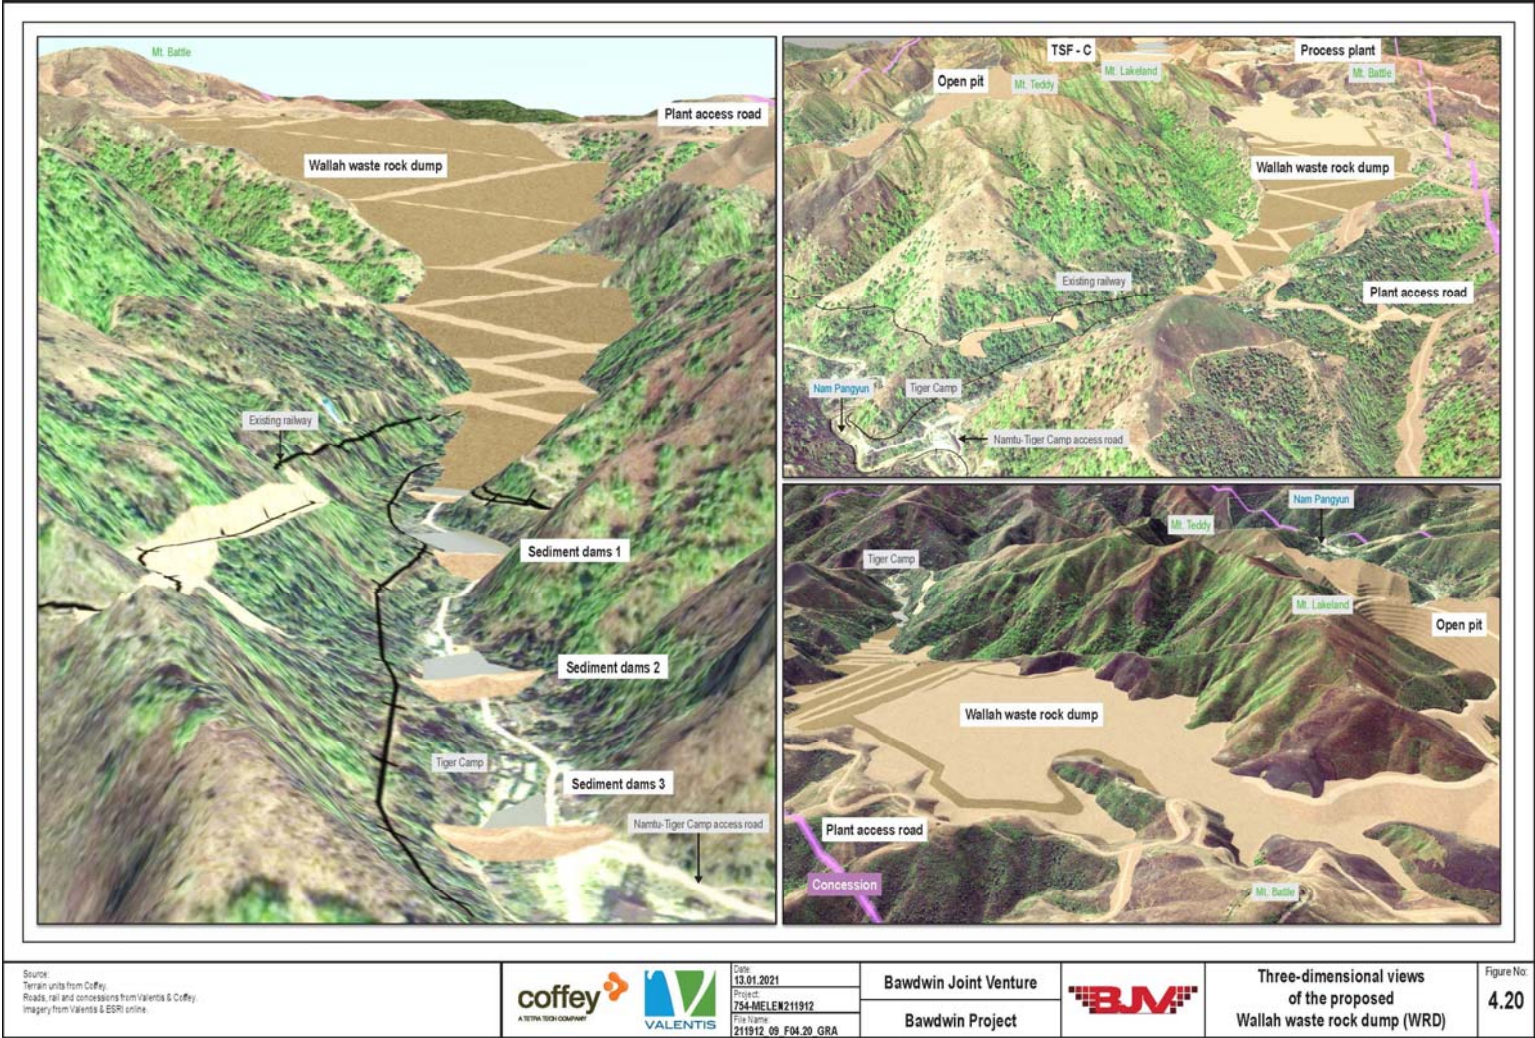 Mt. Battle
Plant access road
Wallah waste rock dump
Existing railway
Sediment dams 1
Sediment dams 2
Tiger Camp
Sediment dams 3
Namtu-Tiger Camp access road
TSF - C
Process plant
Open pit
Mt. Teddy
Mt. Lakeland
Mt. Battle
Wallah waste rock dump
Existing railway
Plant access road
Nam Pangyun
Tiger Camp
Namtu-Tiger Camp access road
Nam Pangyun
Mt. Teddy
Tiger Camp
Mt. Lakeland
Open pit
Wallah waste rock dump
Plant access road
Concession
Mt. Battle
Source:
Terrain units from Coffey.
Roads, rail and concessions from Valentis & Coffey.
Imagery from Valentis & ESRI online.
coffey
A TETRA TECH COMPANY
VALENTIS
Date:
13.01.2021
Project:
754-MELEN211912
File Name:
211912_09_F04.20_GRA
Bawdwin Joint Venture
Bawdwin Project
BJV
Three-dimensional views
of the proposed
Wallah waste rock dump (WRD)
Figure No:
4.20